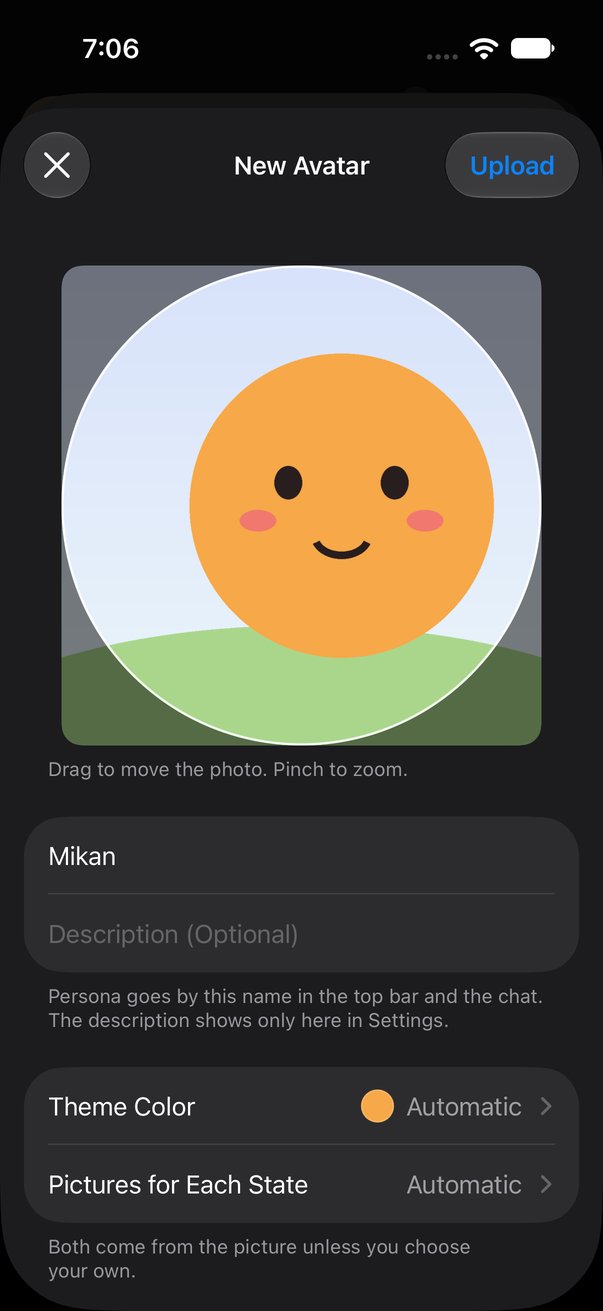 7:06
New Avatar
Upload
Drag to move the photo. Pinch to zoom.
Mikan
Description (Optional)
Persona goes by this name in the top bar and the chat.
The description shows only here in Settings.
Theme Color
Automatic
Pictures for Each State
Automatic
Both come from the picture unless you choose
your own.